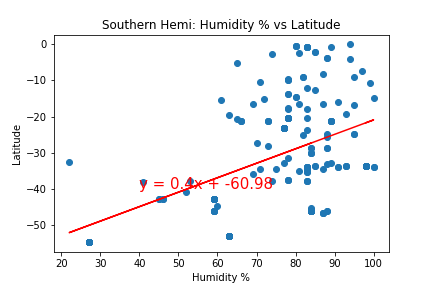 Southern Hemi: Humidity % vs Latitude
0
−10
−20
−30
−40
−50
Latitude
y = 0.4x + -60.98
20 30 40 50 60 70 80 90 100
Humidity %